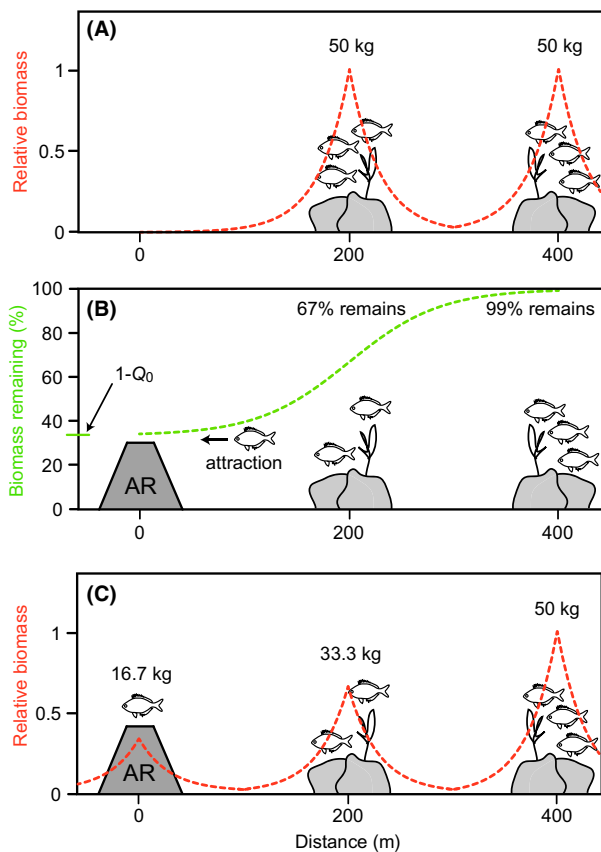 (A)
50 kg 50 kg
Relative biomass
1
0.5
0
0 200 400
(B)
Biomass remaining (%)
100
80
60
40
20
0
67% remains 99% remains
1-Q₀
attraction
AR
0 200 400
(C)
Relative biomass
1
0.5
0
16.7 kg 33.3 kg 50 kg
AR
0 200 400
Distance (m)